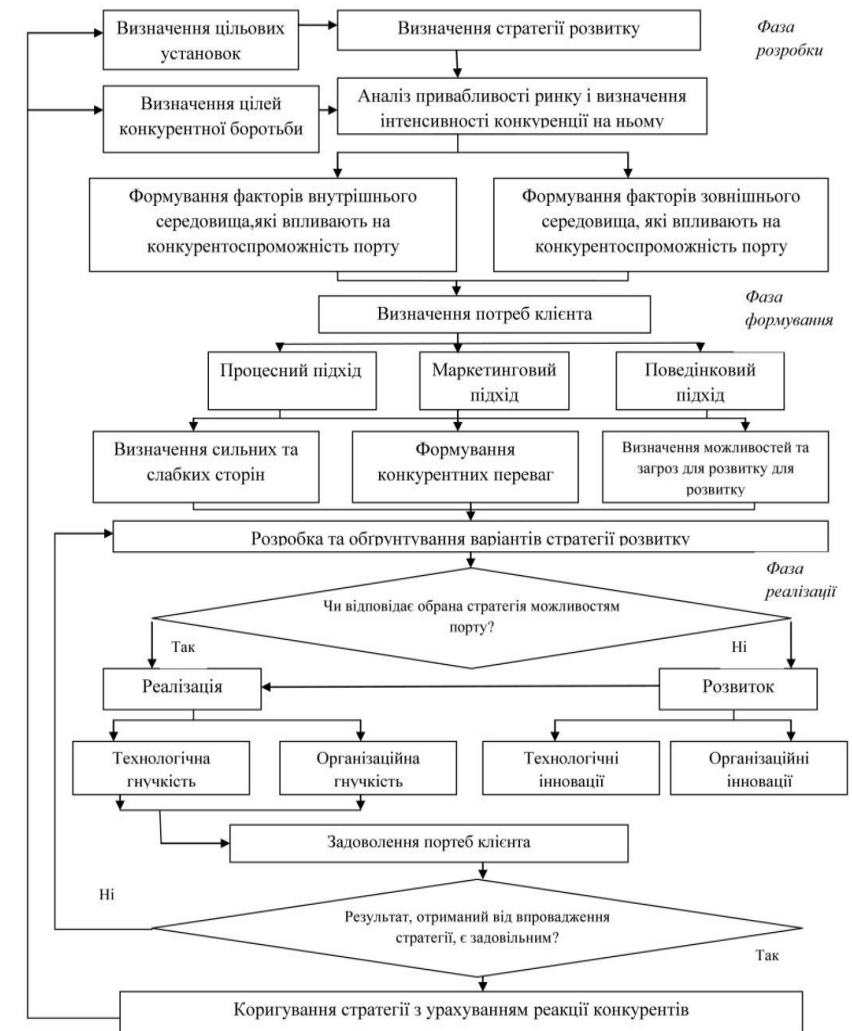 Визначення цільових
установок
Визначення стратегії розвитку
Фаза
розробки
Визначення цілей
конкурентної боротьби
Аналіз привабливості ринку і визначення
інтенсивності конкуренції на ньому
Формування факторів внутрішнього
середовища,які впливають на
конкурентоспроможність порту
Формування факторів зовнішнього
середовища, які впливають на
конкурентоспроможність порту
Фаза
формування
Визначення потреб клієнта
Процесний підхід
Маркетинговий
підхід
Поведінковий
підхід
Визначення сильних та
слабких сторін
Формування
конкурентних переваг
Визначення можливостей та
загроз для розвитку для
розвитку
Розробка та обґрунтування варіантів стратегії розвитку
Фаза
реалізації
Чи відповідає обрана стратегія можливостям
порту?
Так
Ні
Реалізація
Розвиток
Технологічна
гнучкість
Організаційна
гнучкість
Технологічні
інновації
Організаційні
інновації
Задоволення портеб клієнта
Ні
Результат, отриманий від впровадження
стратегії, є задовільним?
Так
Коригування стратегії з урахуванням реакції конкурентів